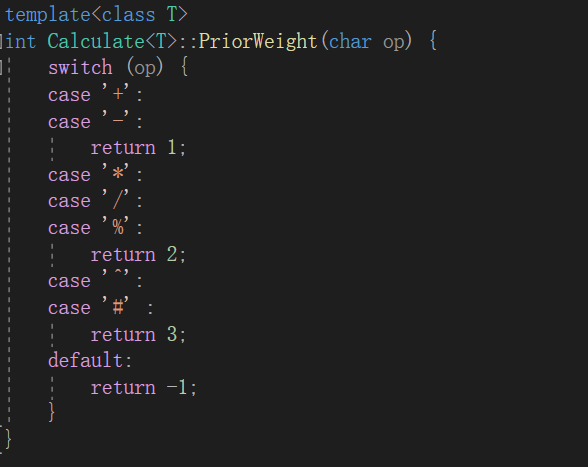 template<class T>
int Calculate<T>::PriorWeight(char op) {
    switch (op) {
    case '+':
    case '-':
        return 1;
    case '*':
    case '/':
    case '%':
        return 2;
    case '^':
    case '#' :
        return 3;
    default:
        return -1;
    }
}